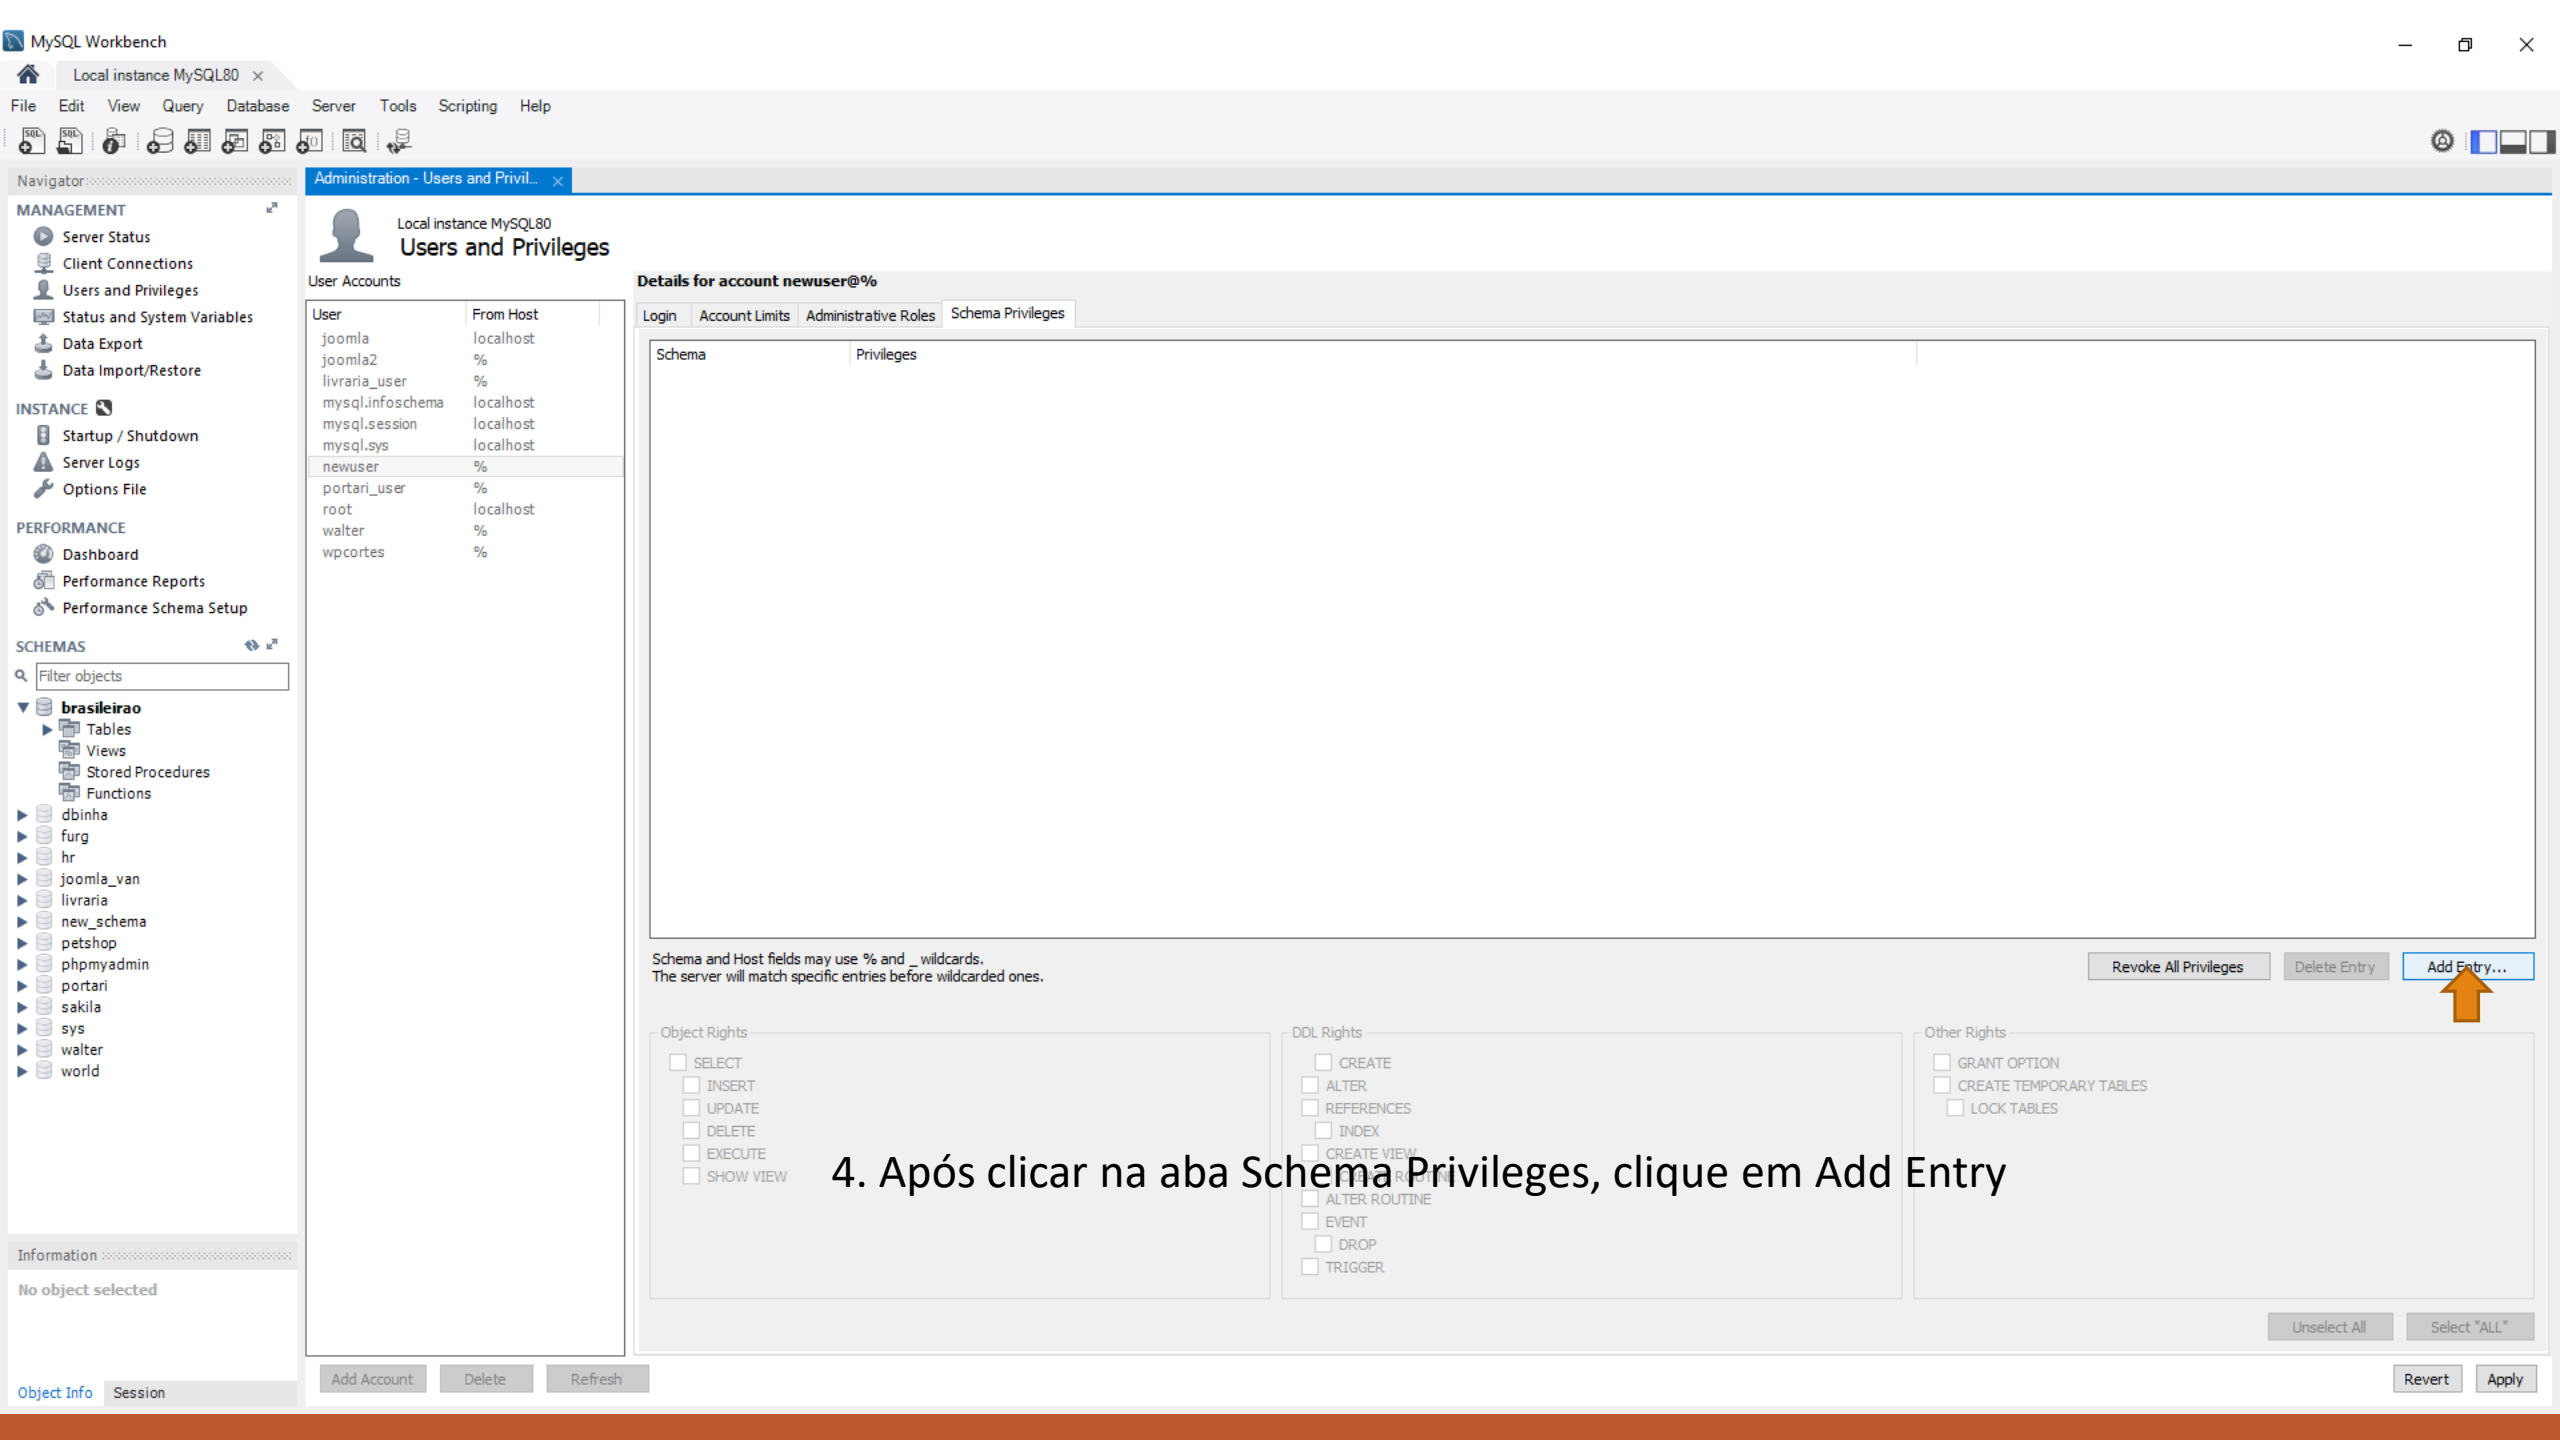 MySQL Workbench
Local instance MySQL80
File Edit View Query Database Server Tools Scripting Help
Navigator
MANAGEMENT
Server Status
Client Connections
Users and Privileges
Status and System Variables
Data Export
Data Import/Restore
INSTANCE
Startup / Shutdown
Server Logs
Options File
PERFORMANCE
Dashboard
Performance Reports
Performance Schema Setup
SCHEMAS
Filter objects
brasileirao
Tables
Views
Stored Procedures
Functions
dbinha
furg
hr
joomla_van
livraria
new_schema
petshop
phpmyadmin
portari
sakila
sys
walter
world
Information
No object selected
Object Info Session
Administration - Users and Privil...
Local instance MySQL80
Users and Privileges
User Accounts
User From Host
joomla localhost
joomla2 %
livraria_user %
mysql.infoschema localhost
mysql.session localhost
mysql.sys localhost
newuser %
portari_user %
root localhost
walter %
wpcortes %
Add Account Delete Refresh
Details for account newuser@%
Login Account Limits Administrative Roles Schema Privileges
Schema Privileges
Schema and Host fields may use % and _ wildcards.
The server will match specific entries before wildcarded ones.
Revoke All Privileges Delete Entry Add Entry...
Object Rights
SELECT
INSERT
UPDATE
DELETE
EXECUTE
SHOW VIEW
DDL Rights
CREATE
ALTER
REFERENCES
INDEX
CREATE VIEW
CREATE ROUTINE
ALTER ROUTINE
EVENT
DROP
TRIGGER
Other Rights
GRANT OPTION
CREATE TEMPORARY TABLES
LOCK TABLES
4. Após clicar na aba Schema Privileges, clique em Add Entry
Unselect All Select "ALL"
Revert Apply